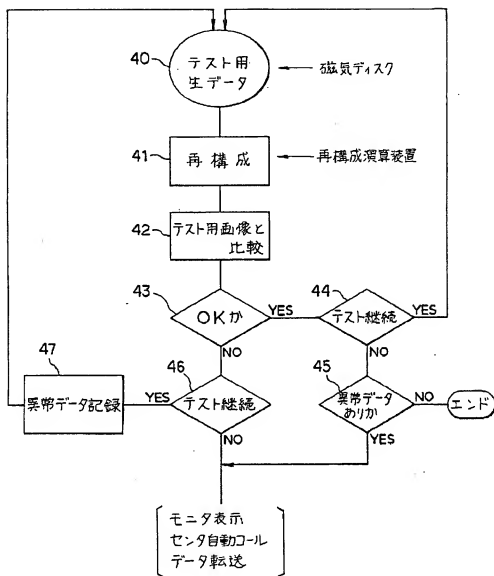 40
テスト用
生データ
磁気ディスク
41
再構成
再構成演算装置
42
テスト用画像と
比較
43
OKか
YES
NO
44
テスト継続
YES
NO
47
異常データ記録
YES
46
テスト継続
NO
45
異常データ
ありか
NO
YES
エンド
モニタ表示
センタ自動コール
データ転送